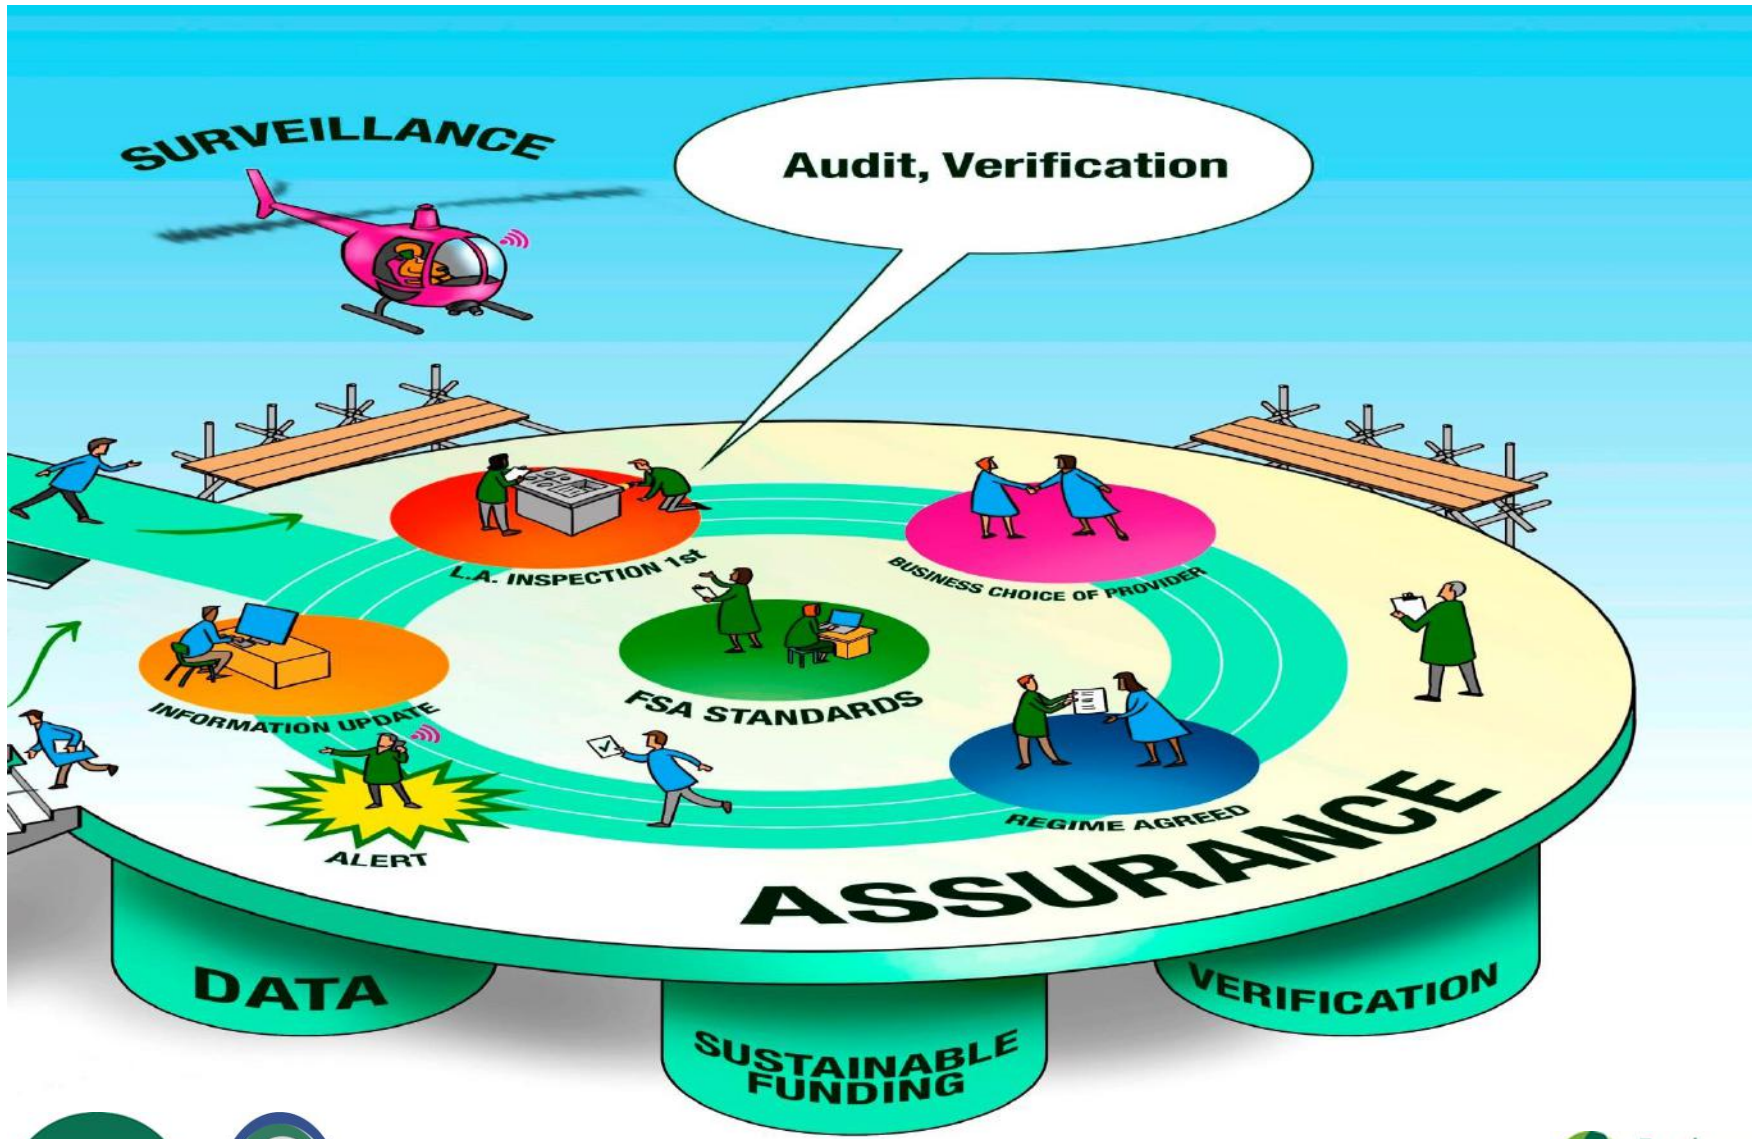 SURVEILLANCE
Audit, Verification
L.A. INSPECTION 1st
BUSINESS CHOICE OF PROVIDER
INFORMATION UPDATE
FSA STANDARDS
ALERT
REGIME AGREED
ASSURANCE
DATA
SUSTAINABLE
FUNDING
VERIFICATION